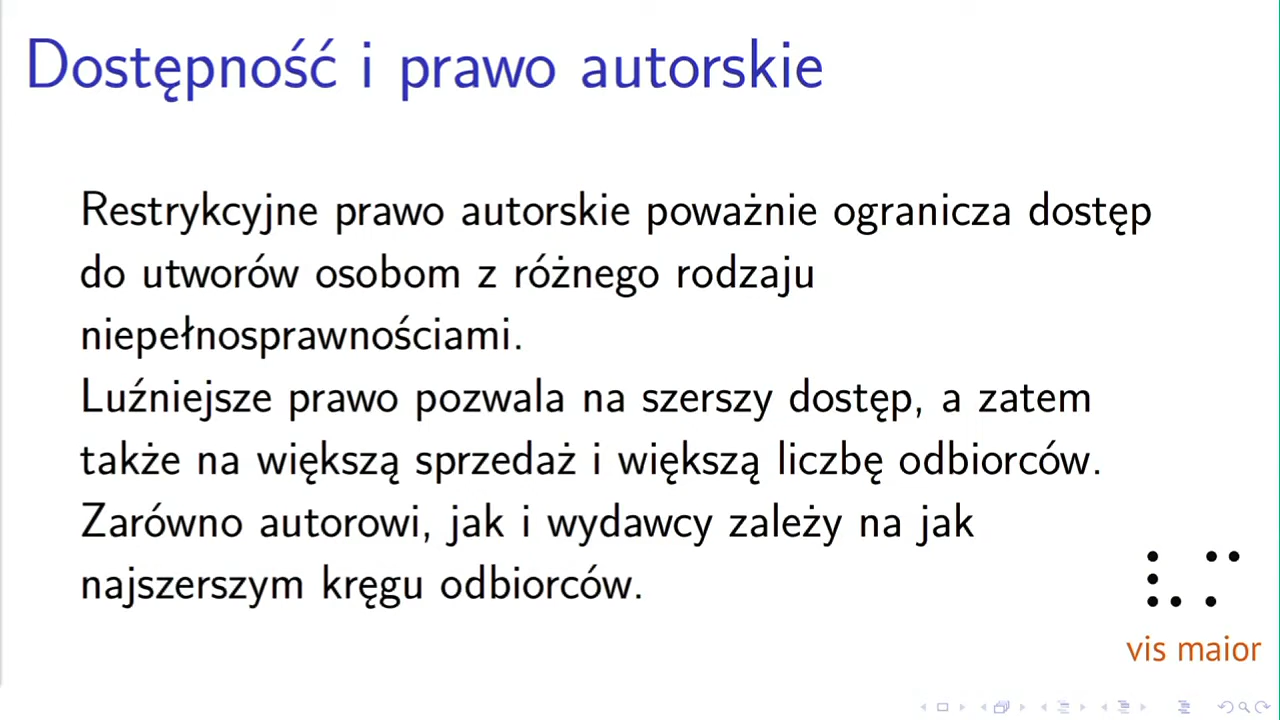 Dostępność i prawo autorskie
Restrykcyjne prawo autorskie poważnie ogranicza dostęp
do utworów osobom z różnego rodzaju
niepełnosprawnościami.
Luźniejsze prawo pozwala na szerszy dostęp, a zatem
także na większą sprzedaż i większą liczbę odbiorców.
Zarówno autorowi, jak i wydawcy zależy na jak
najszerszym kręgu odbiorców.
⠧⠍
vis maior